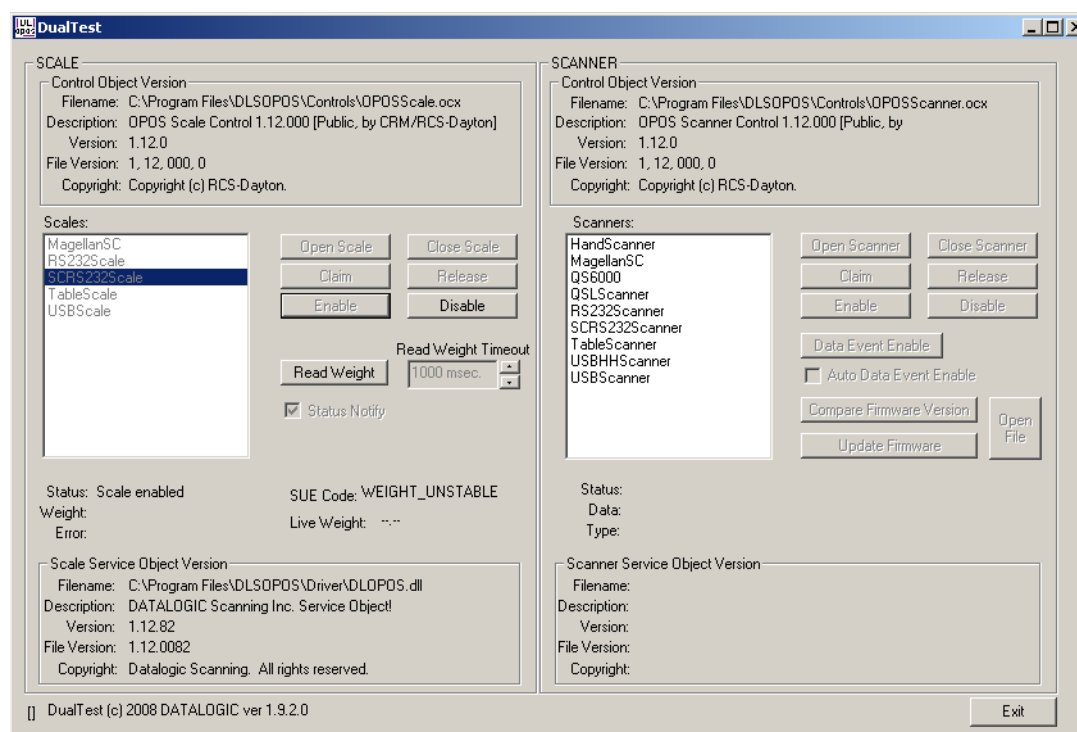 UL
opos DualTest
SCALE
Control Object Version
Filename: C:\Program Files\DLSOPOS\Controls\OPOSScale.ocx
Description: OPOS Scale Control 1.12.000 [Public, by CRM/RCS-Dayton]
Version: 1.12.0
File Version: 1, 12, 000, 0
Copyright: Copyright (c) RCS-Dayton.
Scales:
MagellanSC
RS232Scale
SCRS232Scale
TableScale
USBScale
Open Scale Close Scale
Claim Release
Enable Disable
Read Weight Timeout
Read Weight 1000 msec.
Status Notify
Status: Scale enabled
Weight:
Error:
SUE Code: WEIGHT_UNSTABLE
Live Weight: --.--
Scale Service Object Version
Filename: C:\Program Files\DLSOPOS\Driver\DLOPOS.dll
Description: DATALOGIC Scanning Inc. Service Object!
Version: 1.12.82
File Version: 1.12.0082
Copyright: Datalogic Scanning. All rights reserved.
SCANNER
Control Object Version
Filename: C:\Program Files\DLSOPOS\Controls\OPOSScanner.ocx
Description: OPOS Scanner Control 1.12.000 [Public, by
Version: 1.12.0
File Version: 1, 12, 000, 0
Copyright: Copyright (c) RCS-Dayton.
Scanners:
HandScanner
MagellanSC
QS6000
QSLScanner
RS232Scanner
SCRS232Scanner
TableScanner
USBHHScanner
USBScanner
Open Scanner Close Scanner
Claim Release
Enable Disable
Data Event Enable
Auto Data Event Enable
Compare Firmware Version
Update Firmware
Open
File
Status:
Data:
Type:
Scanner Service Object Version
Filename:
Description:
Version:
File Version:
Copyright:
[] DualTest (c) 2008 DATALOGIC ver 1.9.2.0
Exit